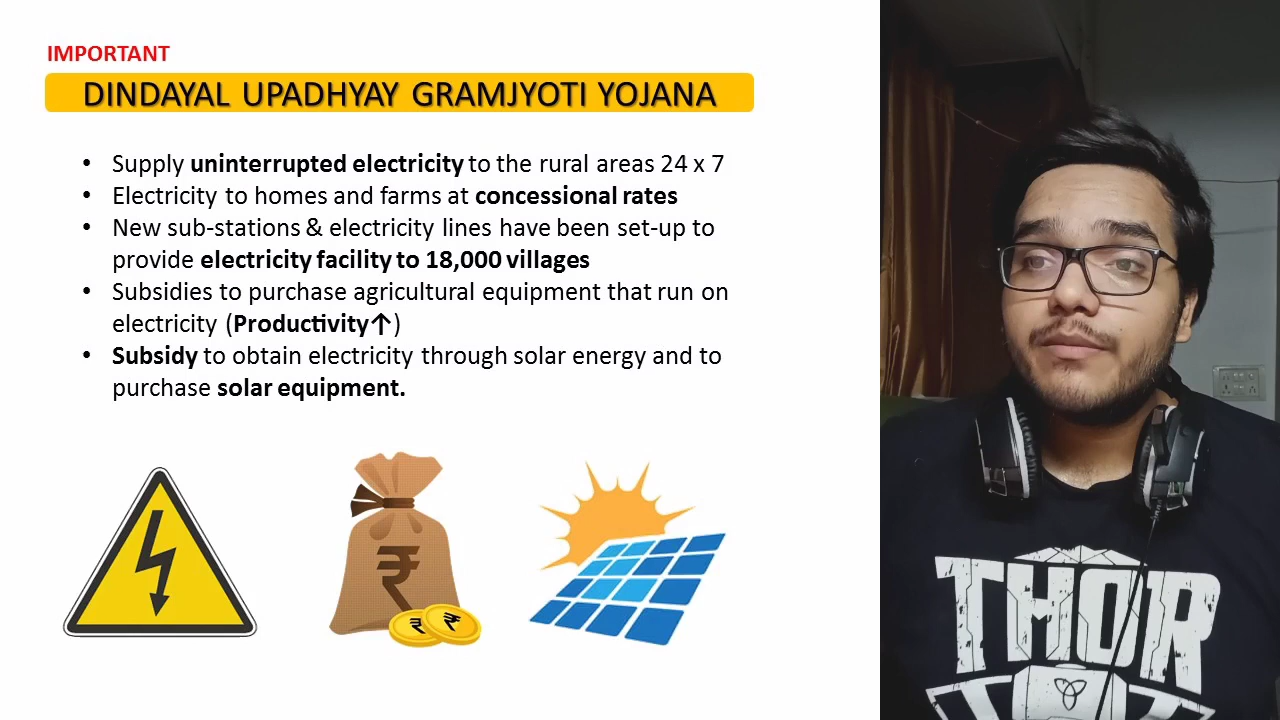 IMPORTANT
DINDAYAL UPADHYAY GRAMJYOTI YOJANA
• Supply uninterrupted electricity to the rural areas 24 x 7
• Electricity to homes and farms at concessional rates
• New sub-stations & electricity lines have been set-up to
provide electricity facility to 18,000 villages
• Subsidies to purchase agricultural equipment that run on
electricity (Productivity↑)
• Subsidy to obtain electricity through solar energy and to
purchase solar equipment.
₹
₹ ₹
THOR